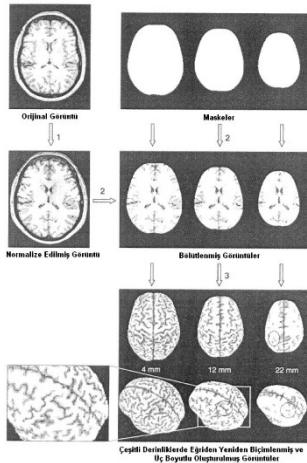 Orijinal Görüntü
Maskeler
1
2
2
Normalize Edilmiş Görüntü
Bölütlenmiş Görüntüler
3
4 mm
12 mm
22 mm
Çeşitli Derinliklerde Eğriden Yeniden Biçimlenmiş ve
Üç Boyutlu Oluşturulmuş Görüntüler